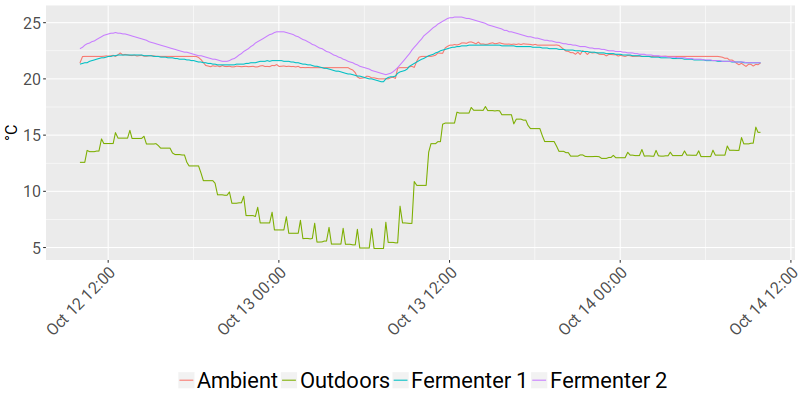 25
20
°C
15
10
5
Oct 12 12:00
Oct 13 00:00
Oct 13 12:00
Oct 14 00:00
Oct 14 12:00
Ambient Outdoors Fermenter 1 Fermenter 2